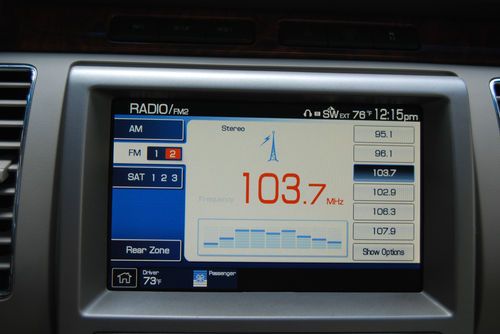 RADIO/FM2
SW EXT 76°F 12:15pm
AM
FM 1 2
SAT 1 2 3
Rear Zone
Stereo
Frequency
103.7 MHz
95.1
96.1
103.7
102.9
106.3
107.9
Show Options
Driver
73°F
Passenger